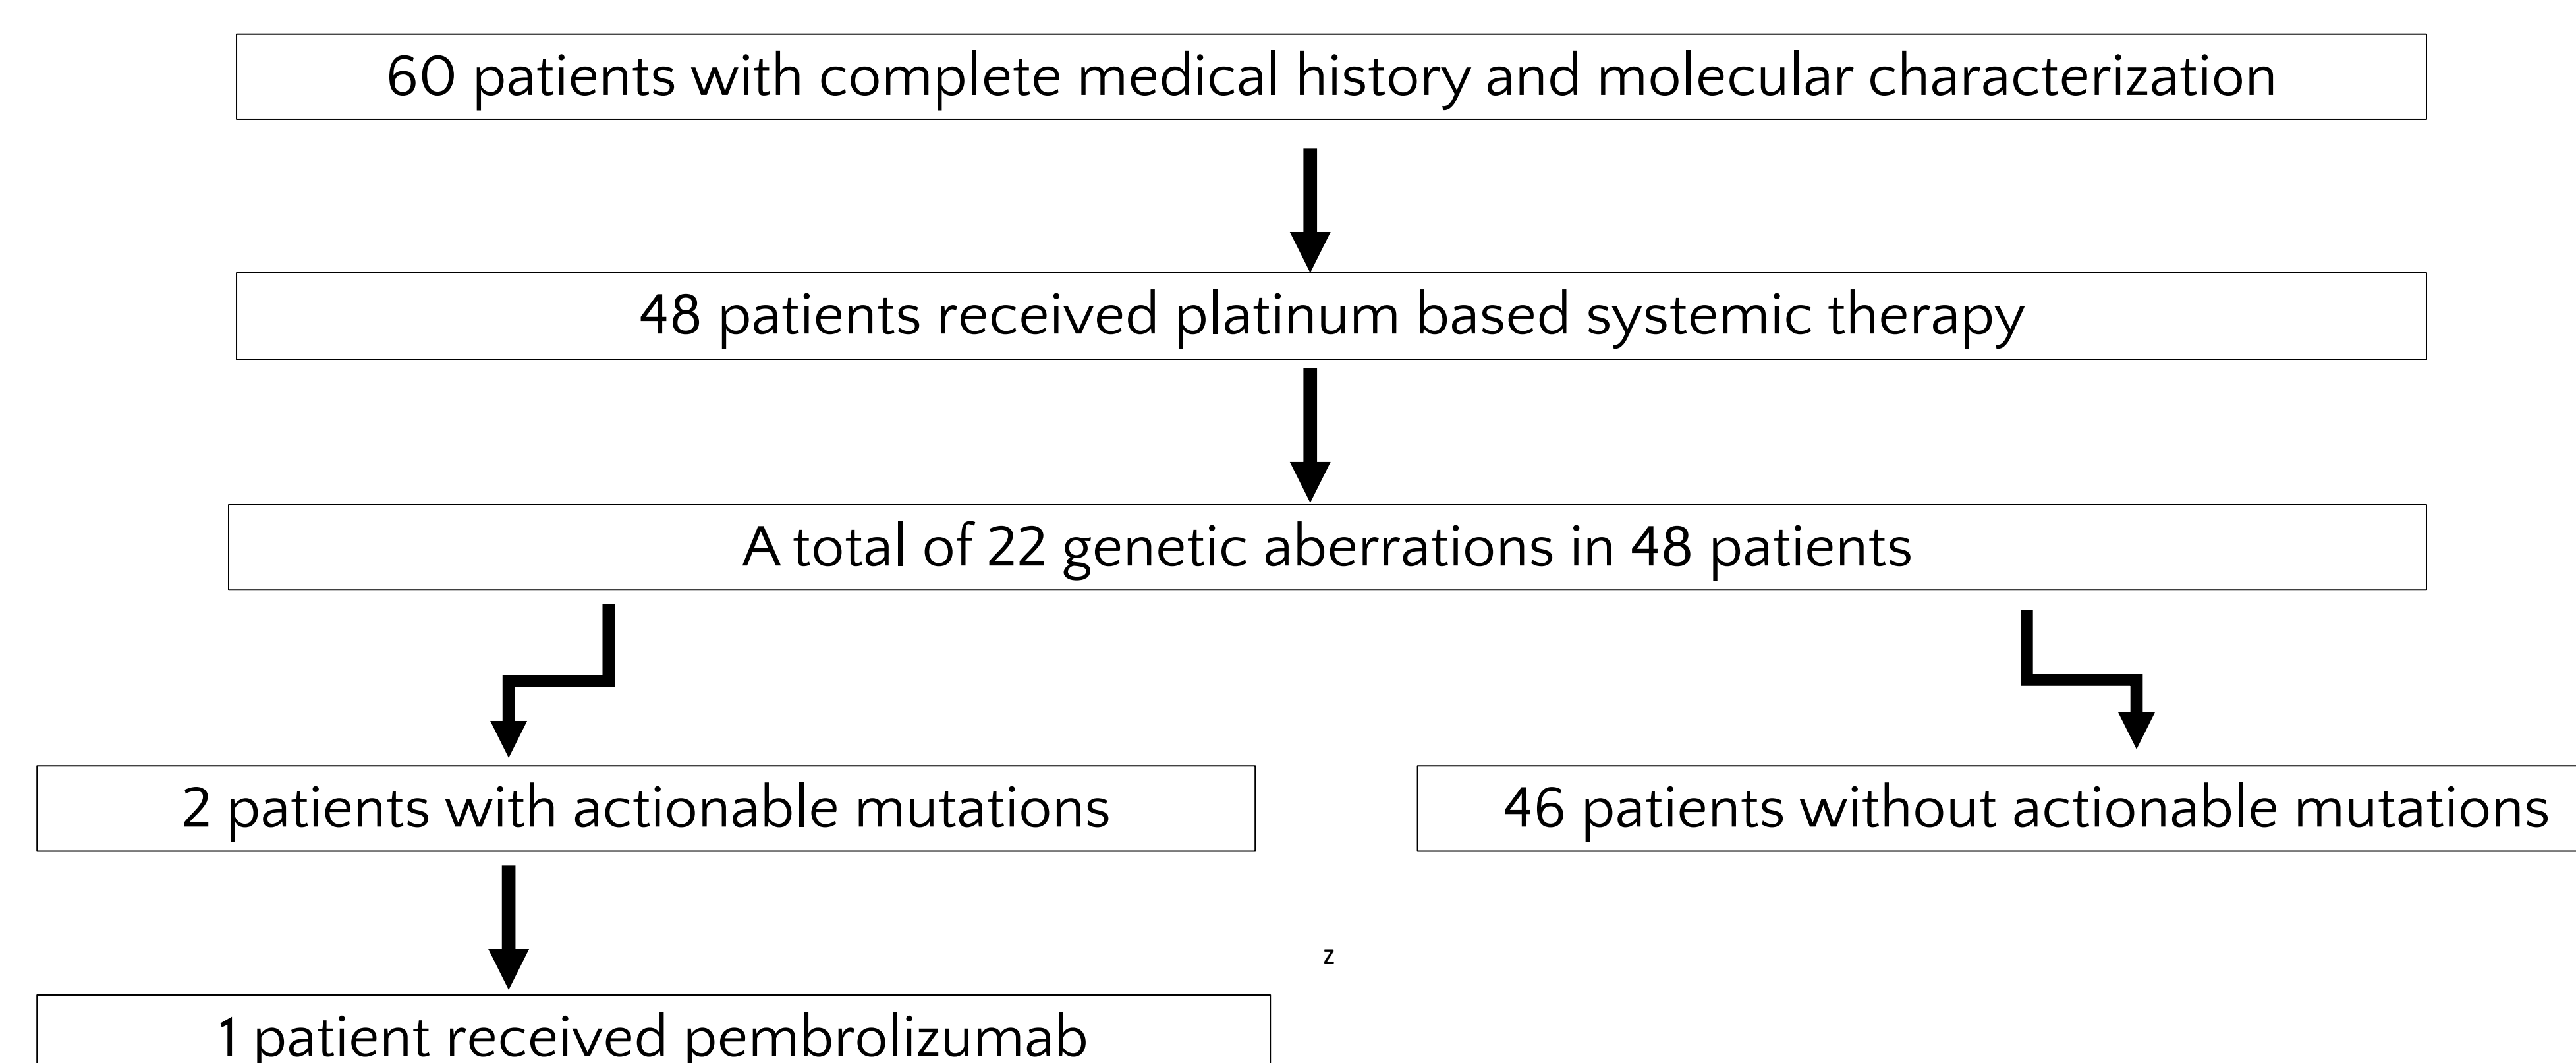 60 patients with complete medical history and molecular characterization
48 patients received platinum based systemic therapy
A total of 22 genetic aberrations in 48 patients
2 patients with actionable mutations
46 patients without actionable mutations
z
1 patient received pembrolizumab